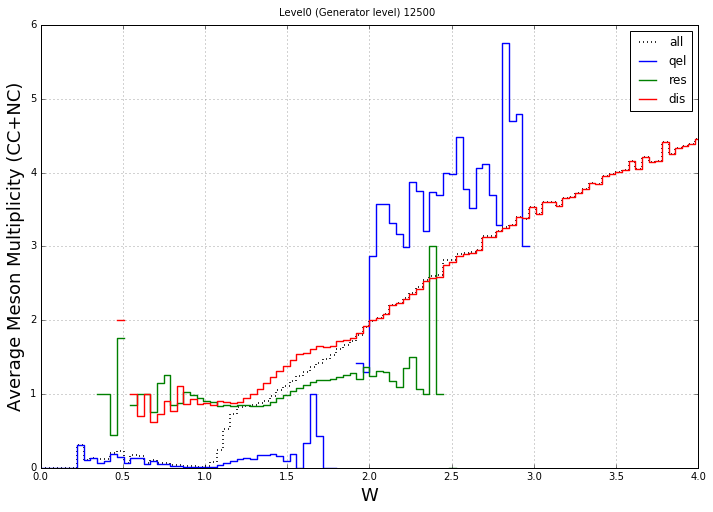 Level0 (Generator level) 12500
Average Meson Multiplicity (CC+NC)
6
5
4
3
2
1
0
all
qel
res
dis
0.0 0.5 1.0 1.5 2.0 2.5 3.0 3.5 4.0
W